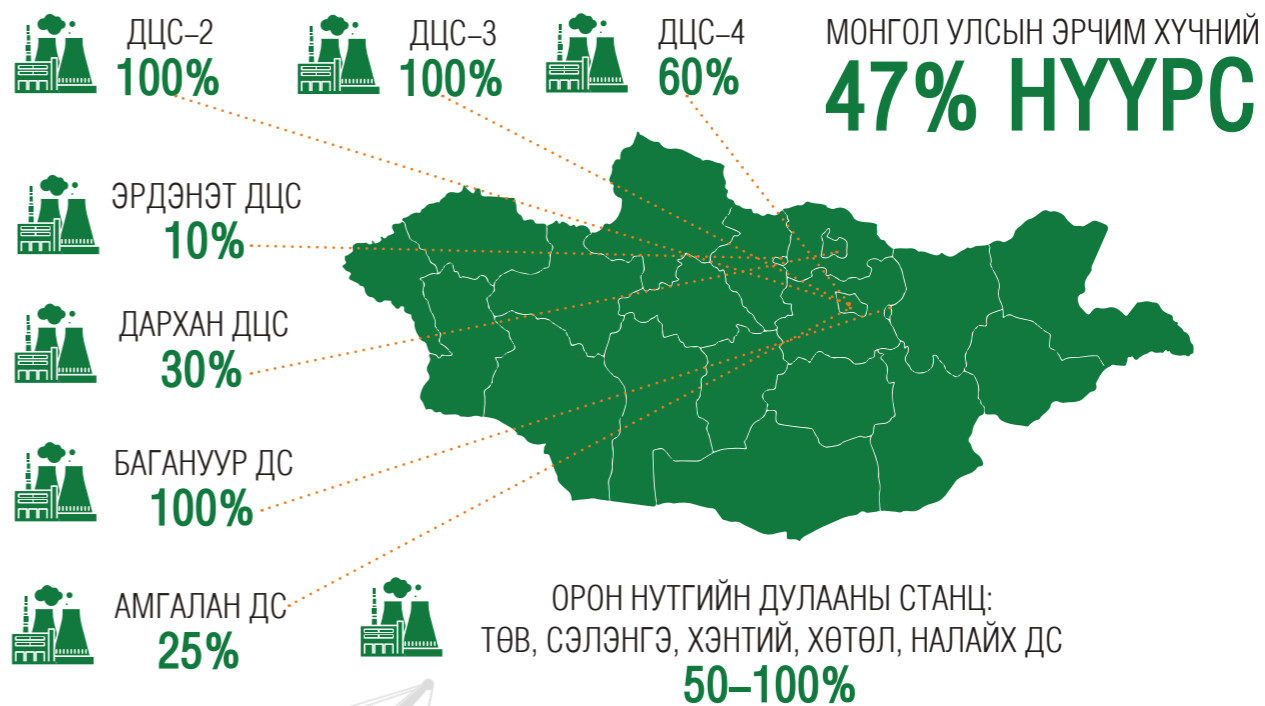 ДЦС–2
100%
ДЦС–3
100%
ДЦС–4
60%
МОНГОЛ УЛСЫН ЭРЧИМ ХҮЧНИЙ
47% НҮҮРС
ЭРДЭНЭТ ДЦС
10%
ДАРХАН ДЦС
30%
БАГАНУУР ДС
100%
АМГАЛАН ДС
25%
ОРОН НУТГИЙН ДУЛААНЫ СТАНЦ:
ТӨВ, СЭЛЭНГЭ, ХЭНТИЙ, ХӨТӨЛ, НАЛАЙХ ДС
50–100%